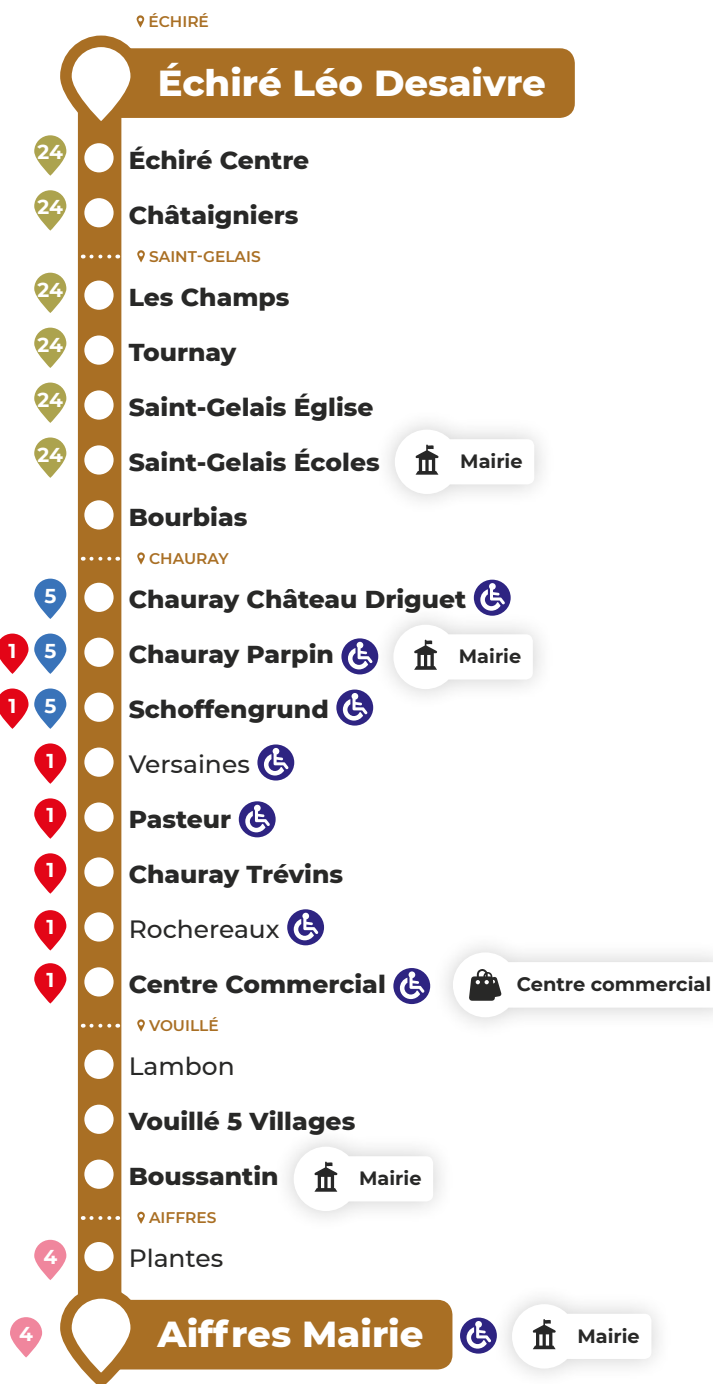 ÉCHIRÉ
Échiré Léo Desaivre
24 Échiré Centre
24 Châtaigniers
SAINT-GELAIS
24 Les Champs
24 Tournay
24 Saint-Gelais Église
24 Saint-Gelais Écoles Mairie
Bourbias
CHAURAY
5 Chauray Château Driguet
1 5 Chauray Parpin Mairie
1 5 Schoffengrund
1 Versaines
1 Pasteur
1 Chauray Trévins
1 Rochereaux
1 Centre Commercial Centre commercial
VOUILLÉ
Lambon
Vouillé 5 Villages
Boussantin Mairie
AIFFRES
4 Plantes
4 Aiffres Mairie Mairie